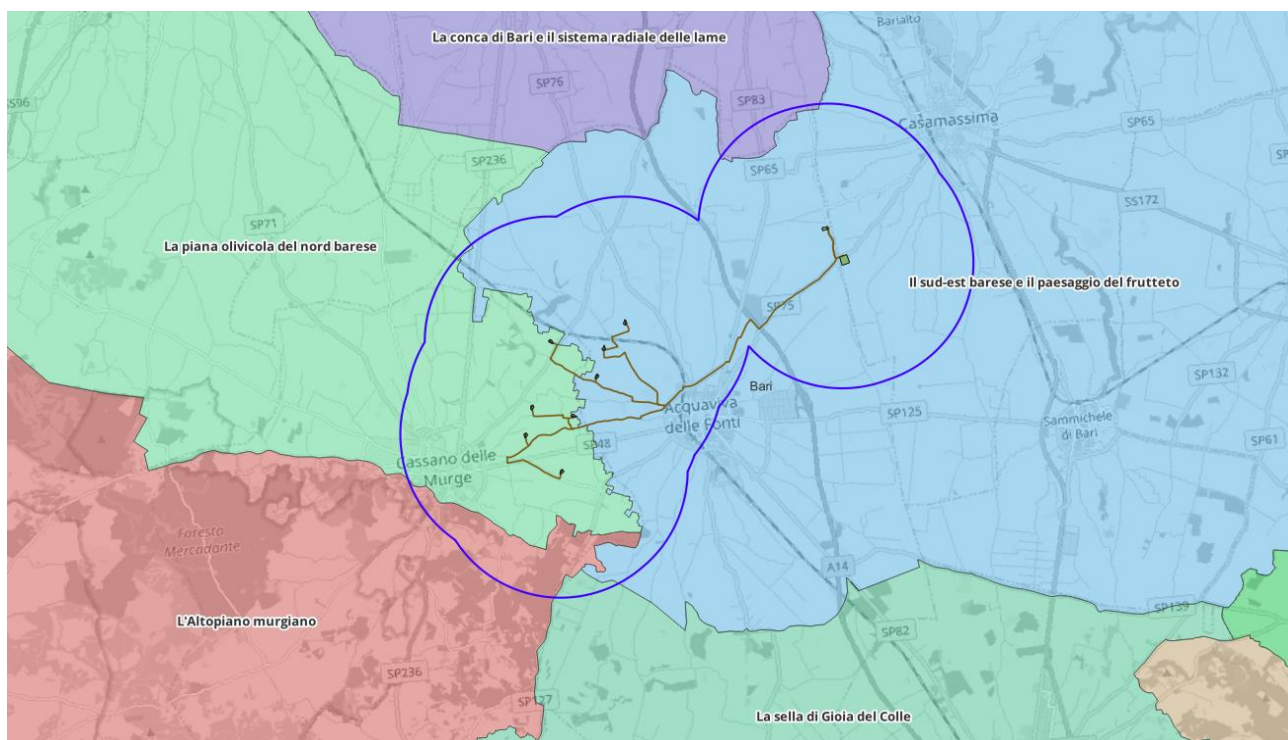 La conca di Bari e il sistema radiale delle lame
Barialto
SP76
SP83
SS96
Casamassima
SP65
SP236
SP65
SS172
SP71
La piana olivicola del nord barese
Il sud-est barese e il paesaggio del frutteto
SP75
SP132
Bari
Acquaviva
delle Fonti
SP125
Sammichele
di Bari
SP61
SP48
Cassano delle
Murge
Foresta
Mercadante
A14
SP139
L'Altopiano murgiano
SP82
SP236
SP127
La sella di Gioia del Colle